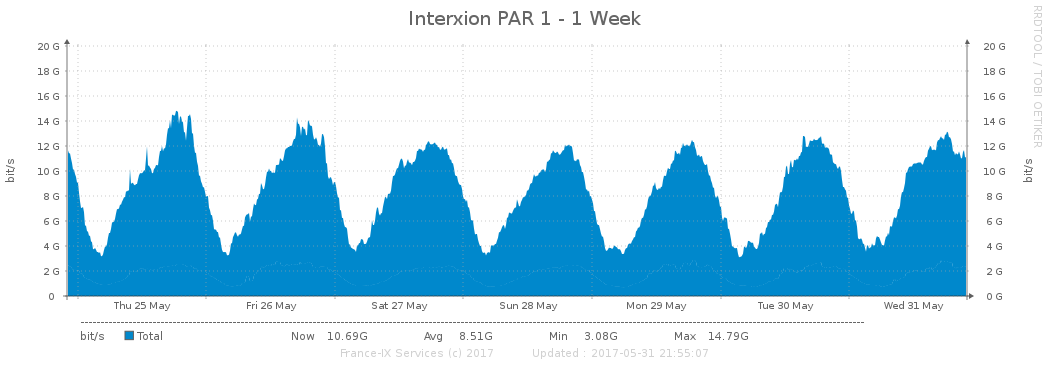 Interxion PAR 1 - 1 Week
RRDTOOL / TOBI OETIKER
bit/s
20 G 20 G
18 G 18 G
16 G 16 G
14 G 14 G
12 G 12 G
10 G 10 G
8 G 8 G
6 G 6 G
4 G 4 G
2 G 2 G
0 0 G
bit/s
Thu 25 May Fri 26 May Sat 27 May Sun 28 May Mon 29 May Tue 30 May Wed 31 May
bit/s Total Now 10.69G Avg 8.51G Min 3.08G Max 14.79G
France-IX Services (c) 2017 Updated : 2017-05-31 21:55:07